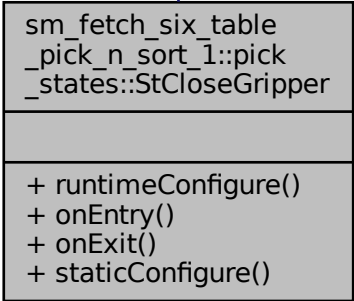 sm_fetch_six_table
_pick_n_sort_1::pick
_states::StCloseGripper
+ runtimeConfigure()
+ onEntry()
+ onExit()
+ staticConfigure()